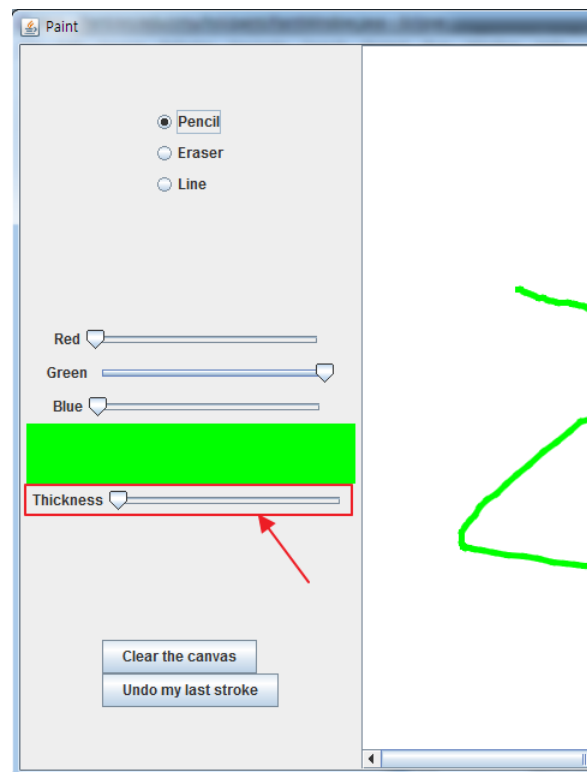 Paint
Pencil
Eraser
Line
Red
Green
Blue
Thickness
Clear the canvas
Undo my last stroke